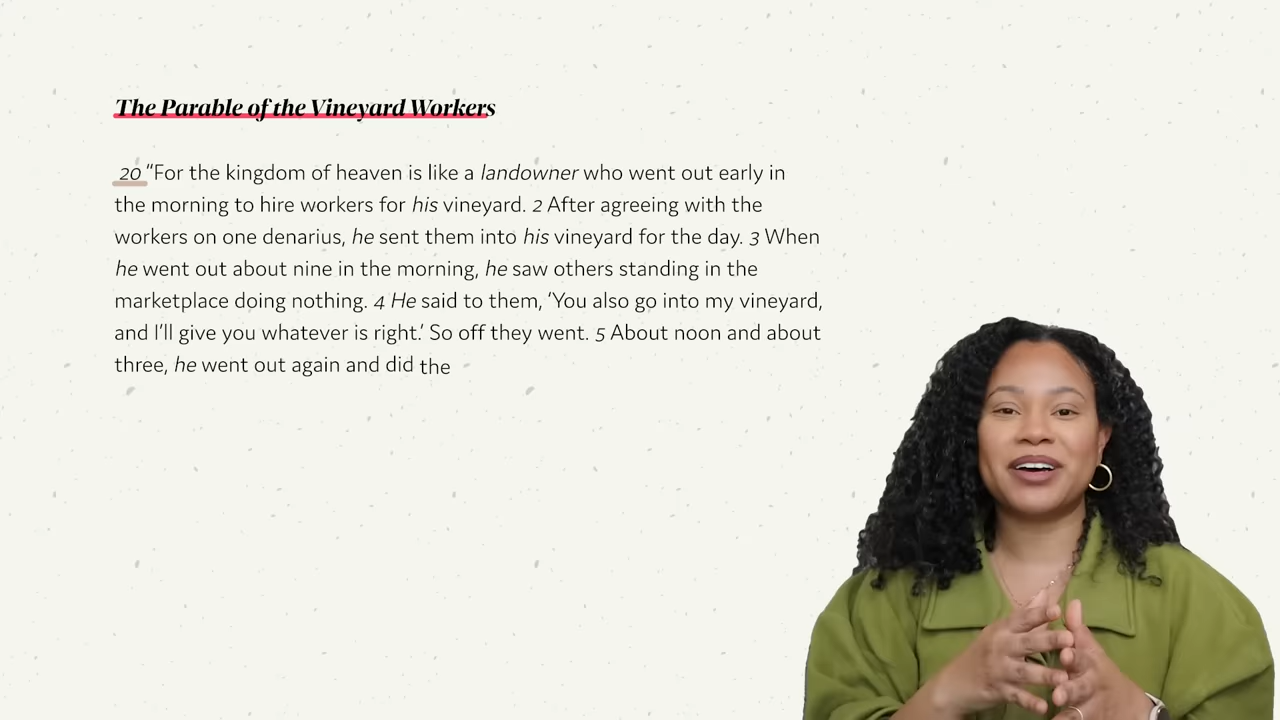 The Parable of the Vineyard Workers
20 “For the kingdom of heaven is like a landowner who went out early in
the morning to hire workers for his vineyard. 2 After agreeing with the
workers on one denarius, he sent them into his vineyard for the day. 3 When
he went out about nine in the morning, he saw others standing in the
marketplace doing nothing. 4 He said to them, ‘You also go into my vineyard,
and I’ll give you whatever is right.’ So off they went. 5 About noon and about
three, he went out again and did the